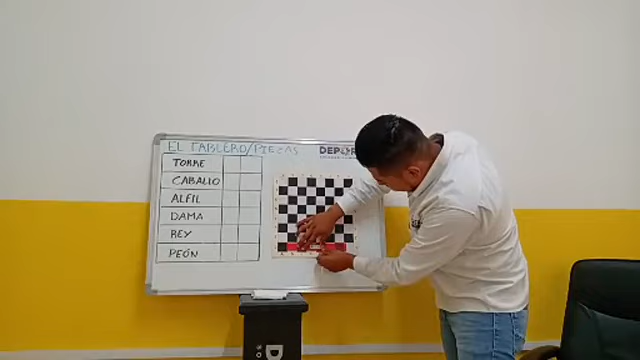 EL TABLERO/PIEZAS
TORRE
CABALLO
ALFIL
DAMA
REY
PEÓN